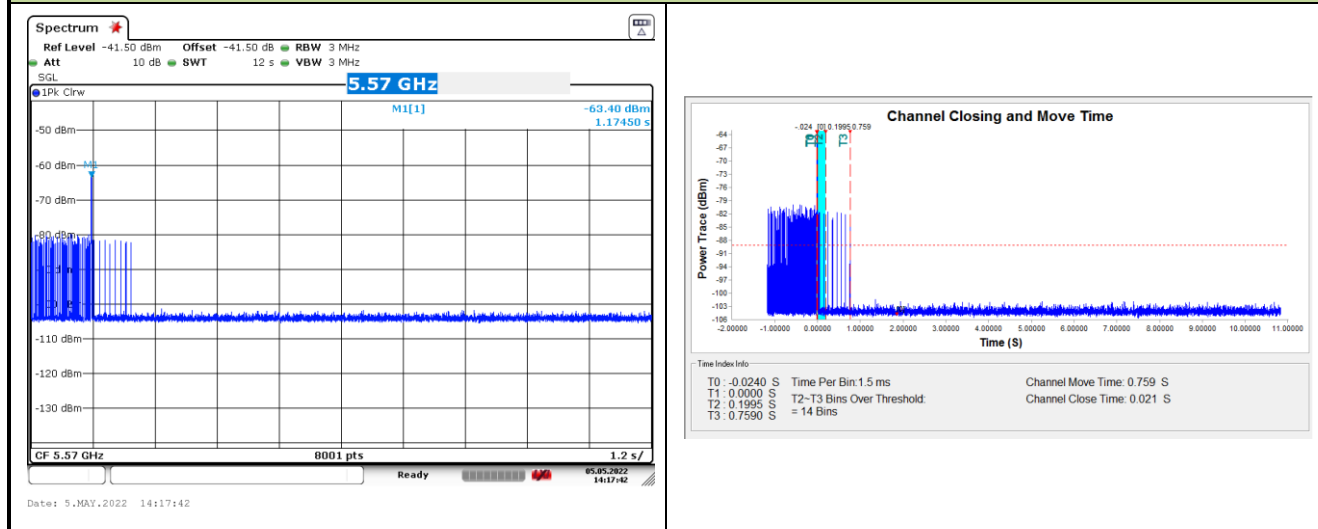 Spectrum
Ref Level -41.50 dBm Offset -41.50 dB RBW 3 MHz
Att 10 dB SWT 12 s VBW 3 MHz
SGL
5.57 GHz
1Pk Clrw
M1[1] -63.40 dBm
1.17450 s
-50 dBm
-60 dBm
M1
-70 dBm
-80 dBm
-110 dBm
-120 dBm
-130 dBm
CF 5.57 GHz 8001 pts 1.2 s/
Ready 05.05.2022
14:17:42
Date: 5.MAY.2022 14:17:42
Channel Closing and Move Time
-.024 [0] 0.1995 0.759
T0 T2 T3
Power Trace (dBm)
-64
-67
-70
-73
-76
-79
-82
-85
-88
-91
-94
-97
-100
-103
-106
-2.00000 -1.00000 0.00000 1.00000 2.00000 3.00000 4.00000 5.00000 6.00000 7.00000 8.00000 9.00000 10.00000 11.00000
Time (S)
Time Index Info
T0 : -0.0240 S Time Per Bin:1.5 ms Channel Move Time: 0.759 S
T1 : 0.0000 S T2~T3 Bins Over Threshold: Channel Close Time: 0.021 S
T2 : 0.1995 S = 14 Bins
T3 : 0.7590 S